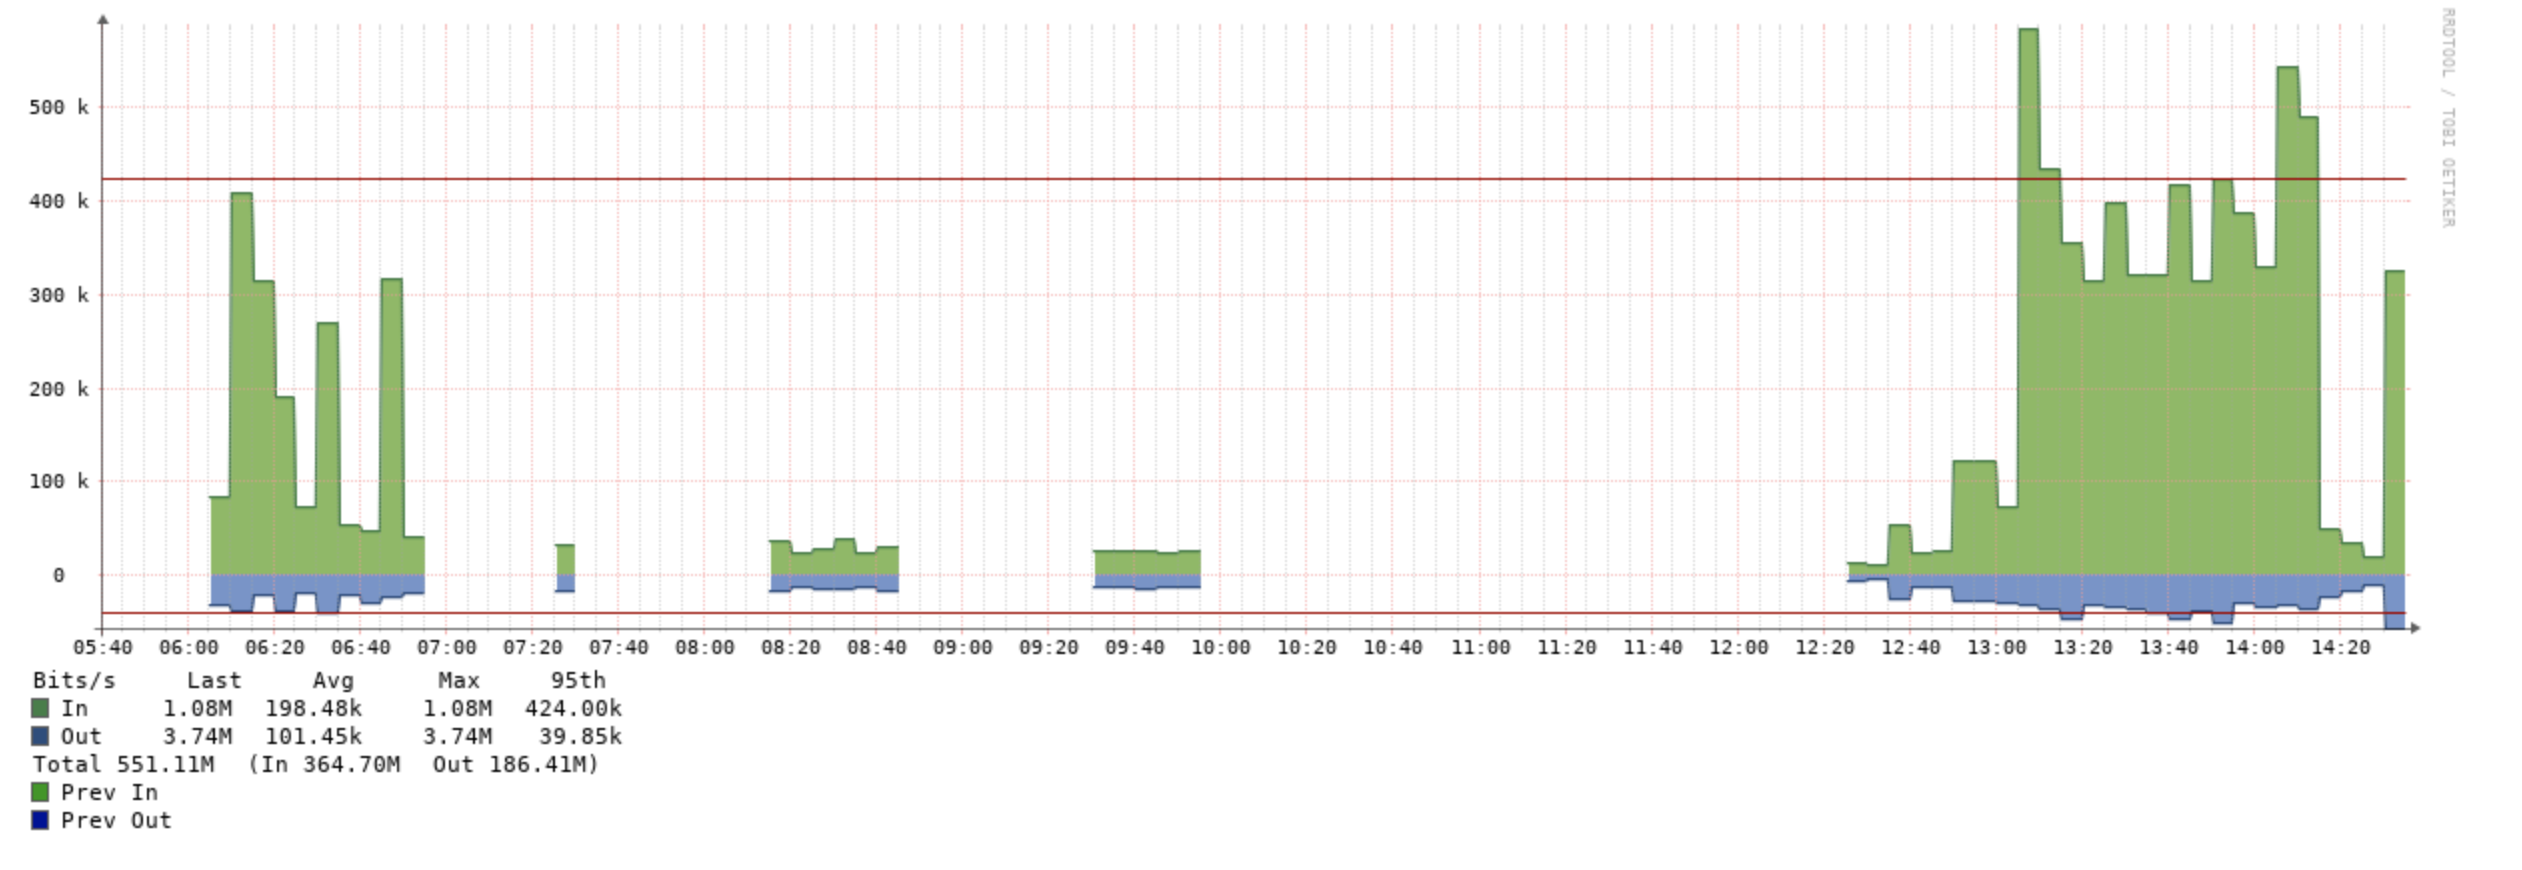 RRDTOOL / TOBI OETIKER
500 k
400 k
300 k
200 k
100 k
0
05:40 06:00 06:20 06:40 07:00 07:20 07:40 08:00 08:20 08:40 09:00 09:20 09:40 10:00 10:20 10:40 11:00 11:20 11:40 12:00 12:20 12:40 13:00 13:20 13:40 14:00 14:20
Bits/s Last Avg Max 95th
In 1.08M 198.48k 1.08M 424.00k
Out 3.74M 101.45k 3.74M 39.85k
Total 551.11M (In 364.70M Out 186.41M)
Prev In
Prev Out